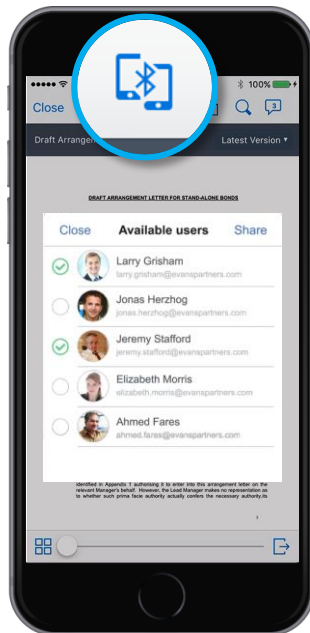 100%
Close
3
Draft Arrangem
Latest Version
DRAFT ARRANGEMENT LETTER FOR STAND-ALONE BONDS
Close Available users Share
Larry Grisham
larry.grisham@evanspartners.com
Jonas Herzhog
jonas.herzhog@evanspartners.com
Jeremy Stafford
jeremy.stafford@evanspartners.com
Elizabeth Morris
elizabeth.morris@evanspartners.com
Ahmed Fares
ahmed.fares@evanspartners.com
identified in Appendix 1 authorising it to enter into this arrangement letter on the
relevant Manager's behalf. However, the Lead Manager makes no representation as
to whether such prima facie authority actually confers the necessary authority,its